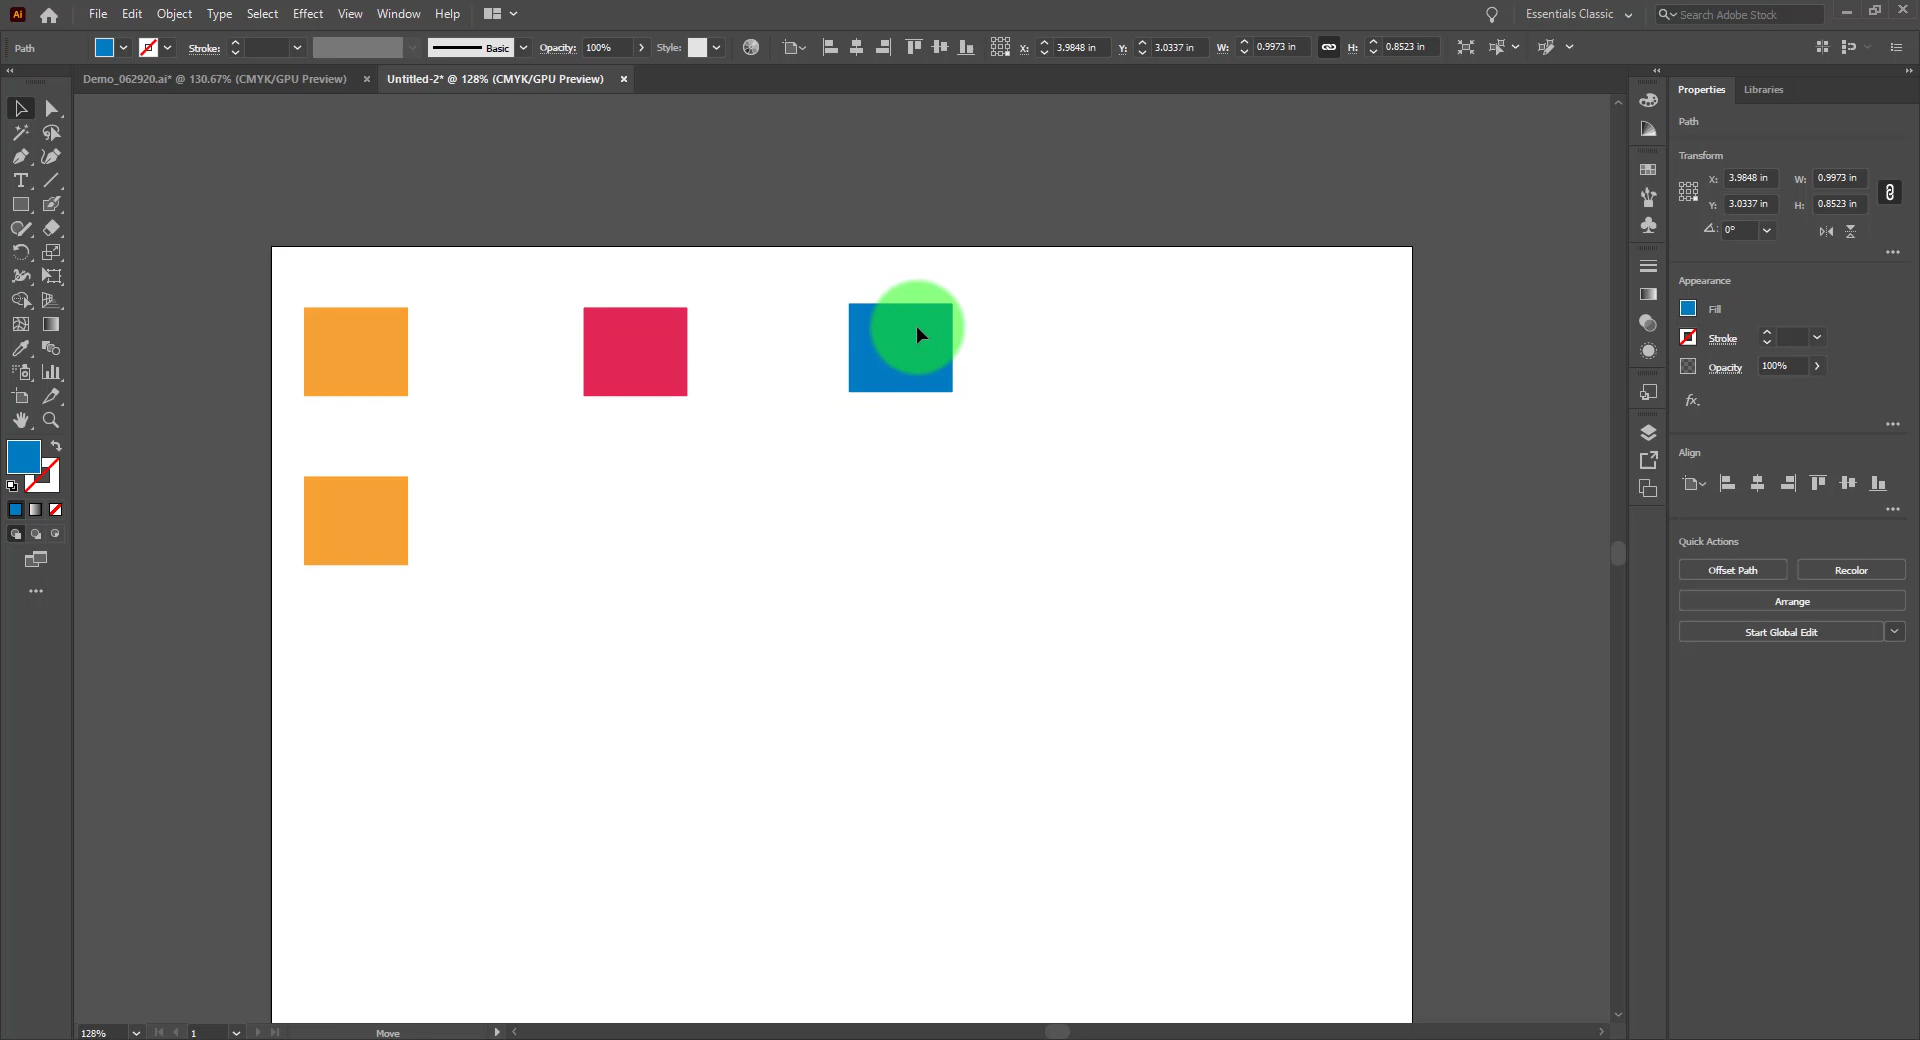 Ai File Edit Object Type Select Effect View Window Help Essentials Classic Search Adobe Stock
Path Stroke: Basic Opacity: 100% Style: X: 3.9848 in Y: 3.0337 in W: 0.9973 in H: 0.8523 in
Demo_062920.ai* @ 130.67% (CMYK/GPU Preview) × Untitled-2* @ 128% (CMYK/GPU Preview) ×
Properties Libraries
Path
Transform
X: 3.9848 in W: 0.9973 in
Y: 3.0337 in H: 0.8523 in
0°
Appearance
Fill
Stroke
Opacity 100%
fx.
Align
Quick Actions
Offset Path Recolor
Arrange
Start Global Edit
128% 1 Move